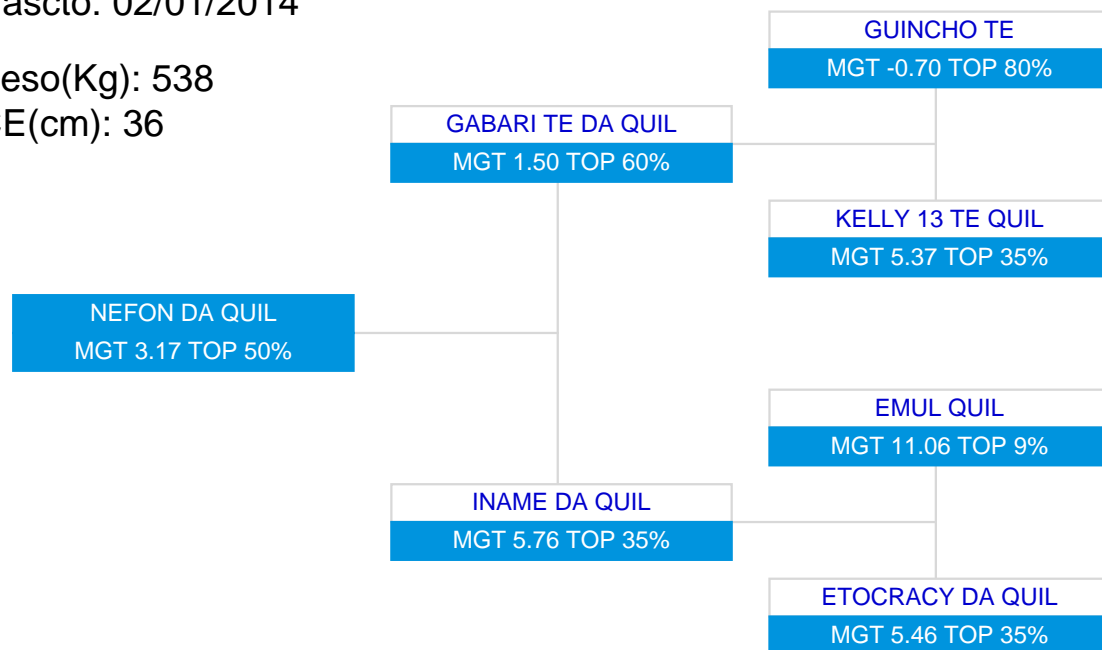 ascto: 02/01/2014
eso(Kg): 538
E(cm): 36
GUINCHO TE
MGT -0.70 TOP 80%
GABARI TE DA QUIL
MGT 1.50 TOP 60%
KELLY 13 TE QUIL
MGT 5.37 TOP 35%
NEFON DA QUIL
MGT 3.17 TOP 50%
EMUL QUIL
MGT 11.06 TOP 9%
INAME DA QUIL
MGT 5.76 TOP 35%
ETOCRACY DA QUIL
MGT 5.46 TOP 35%